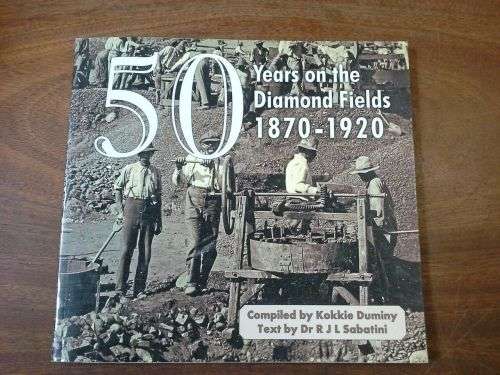 50
Years on the
Diamond Fields
1870-1920
Compiled by Kokkie Duminy
Text by Dr R J L Sabatini